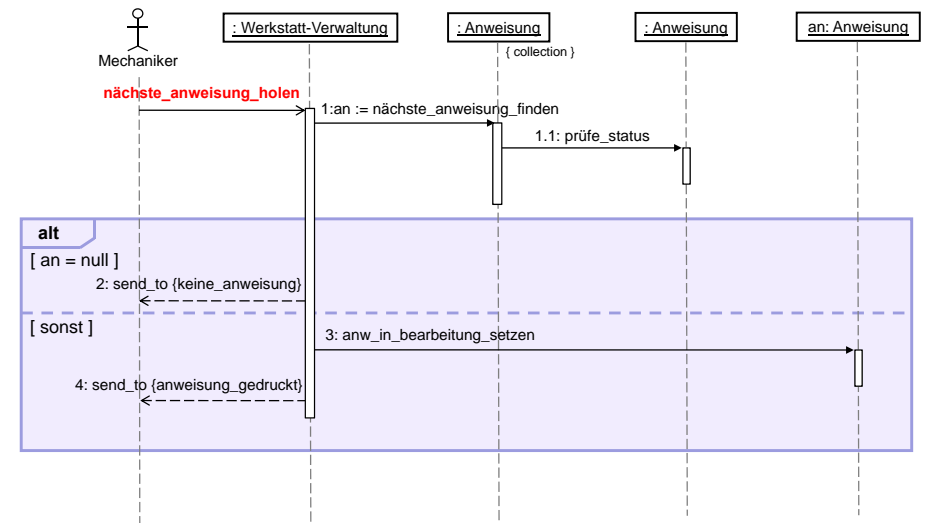 : Werkstatt-Verwaltung
: Anweisung
: Anweisung
an: Anweisung
{ collection }
Mechaniker
nächste_anweisung_holen
1:an := nächste_anweisung_finden
1.1: prüfe_status
alt
[ an = null ]
2: send_to {keine_anweisung}
[ sonst ]
3: anw_in_bearbeitung_setzen
4: send_to {anweisung_gedruckt}